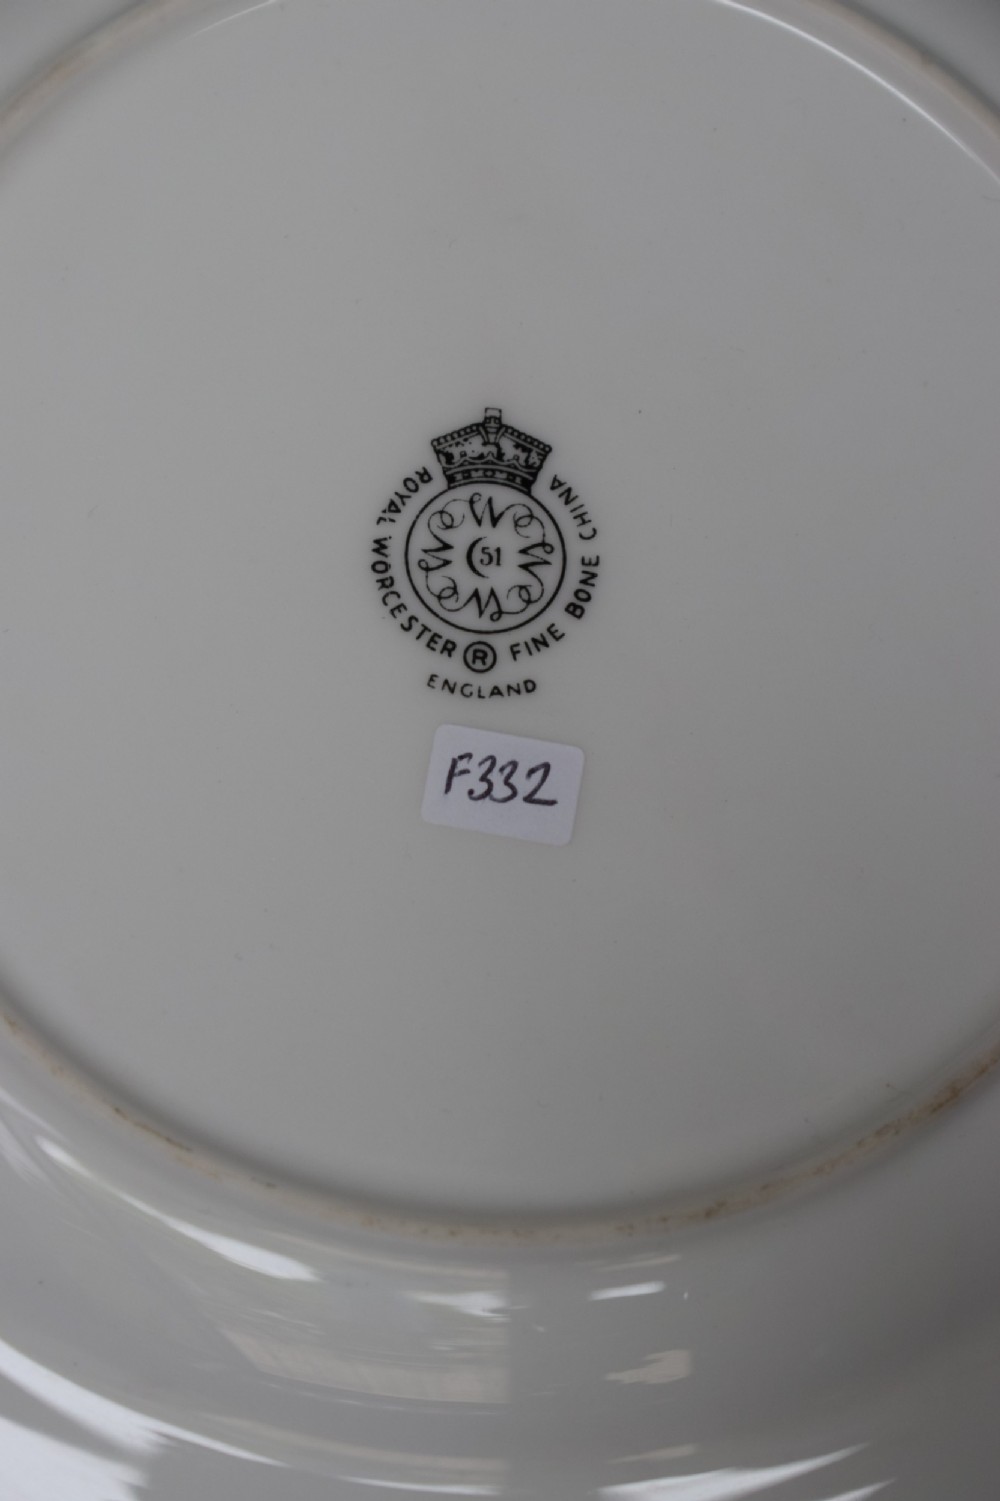 ROYAL WORCESTER ® FINE BONE CHINA
W W W W
51
ENGLAND
F332